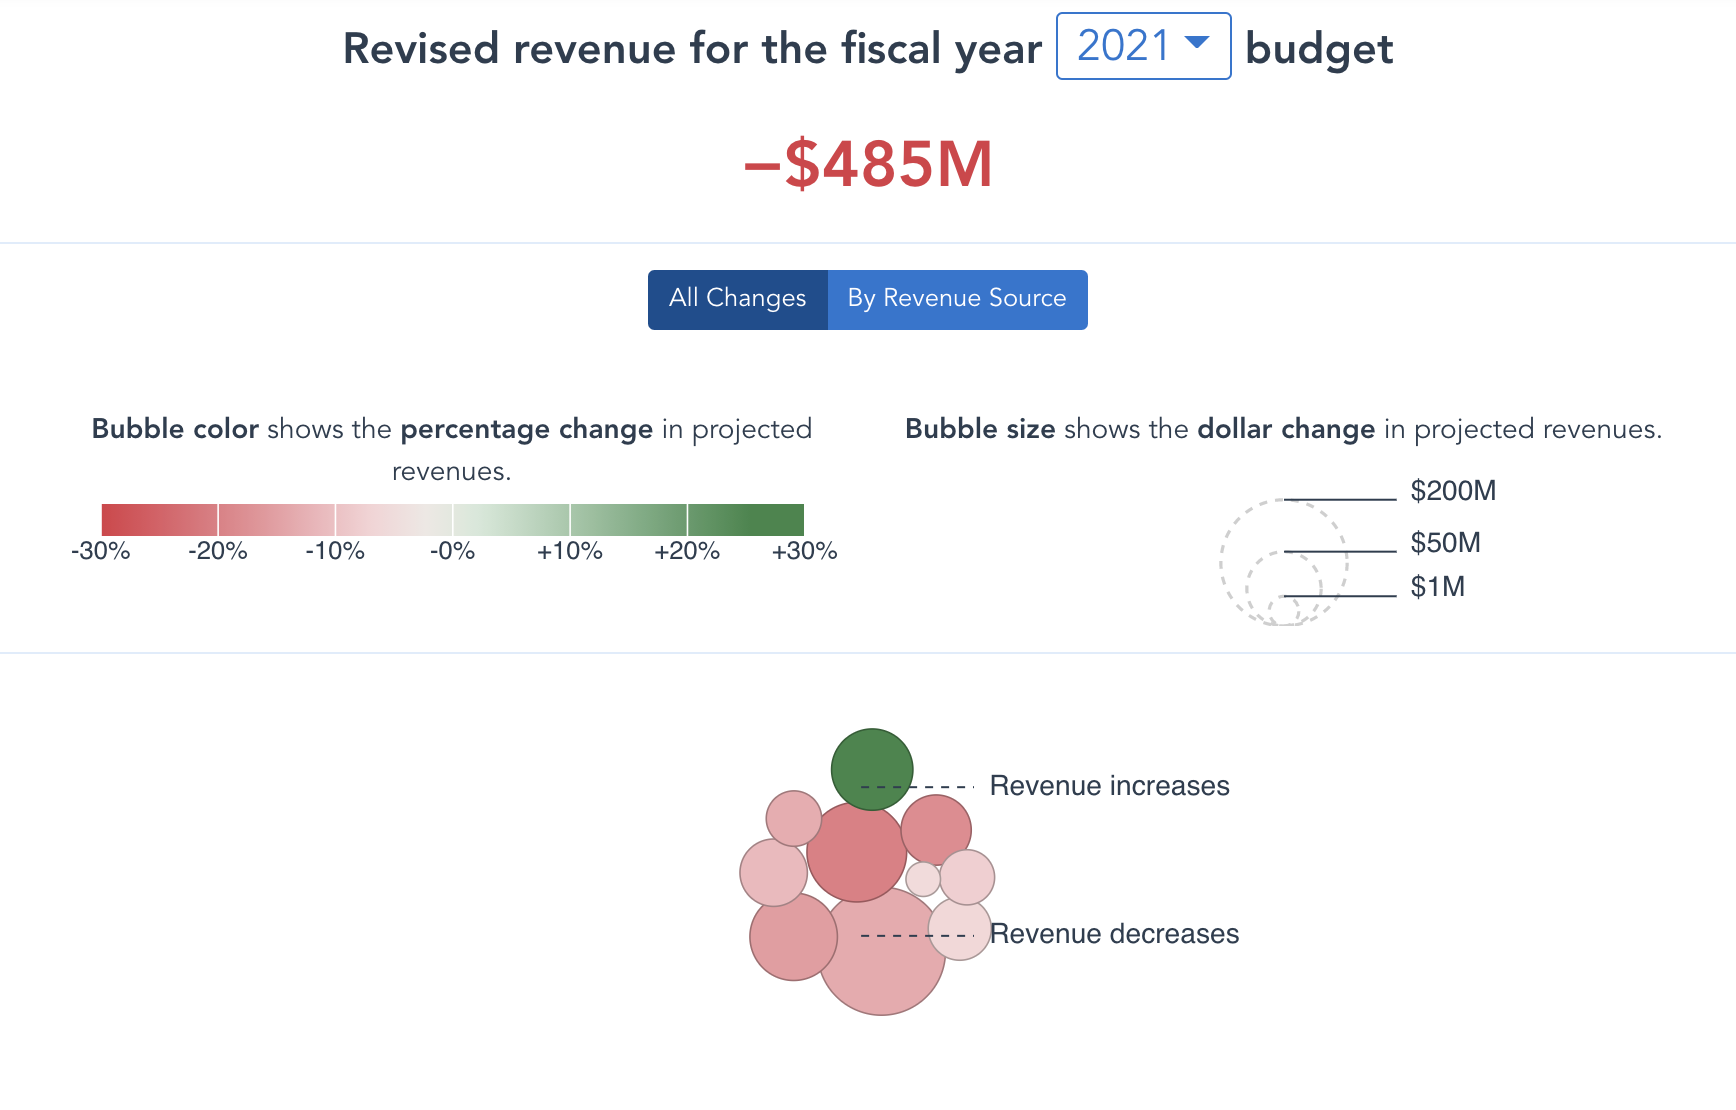 Revised revenue for the fiscal year 2021 budget
–$485M
All Changes By Revenue Source
Bubble color shows the percentage change in projected
revenues.
-30% -20% -10% -0% +10% +20% +30%
Bubble size shows the dollar change in projected revenues.
$200M
$50M
$1M
Revenue increases
Revenue decreases